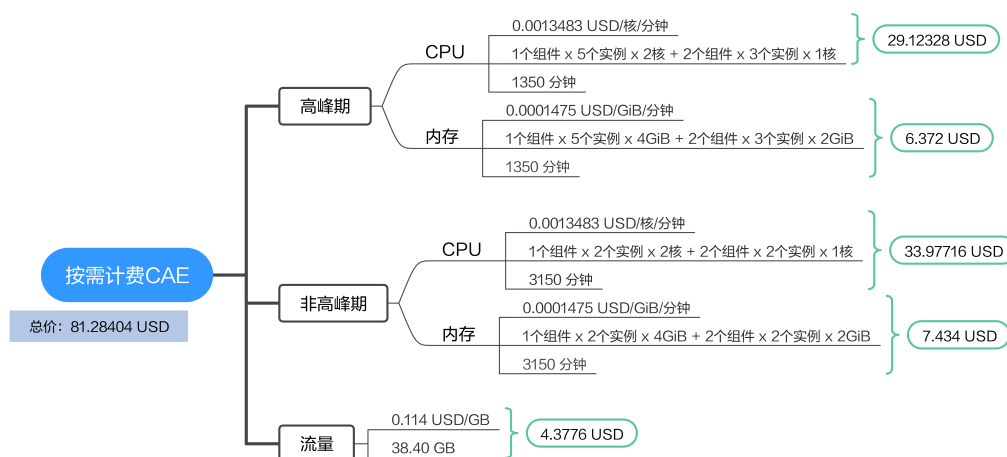 按需计费CAE
总价：81.28404 USD
高峰期
CPU
0.0013483 USD/核/分钟
1个组件 x 5个实例 x 2核 + 2个组件 x 3个实例 x 1核
1350 分钟
29.12328 USD
内存
0.0001475 USD/GiB/分钟
1个组件 x 5个实例 x 4GiB + 2个组件 x 3个实例 x 2GiB
1350 分钟
6.372 USD
非高峰期
CPU
0.0013483 USD/核/分钟
1个组件 x 2个实例 x 2核 + 2个组件 x 2个实例 x 1核
3150 分钟
33.97716 USD
内存
0.0001475 USD/GiB/分钟
1个组件 x 2个实例 x 4GiB + 2个组件 x 2个实例 x 2GiB
3150 分钟
7.434 USD
流量
0.114 USD/GB
38.40 GB
4.3776 USD